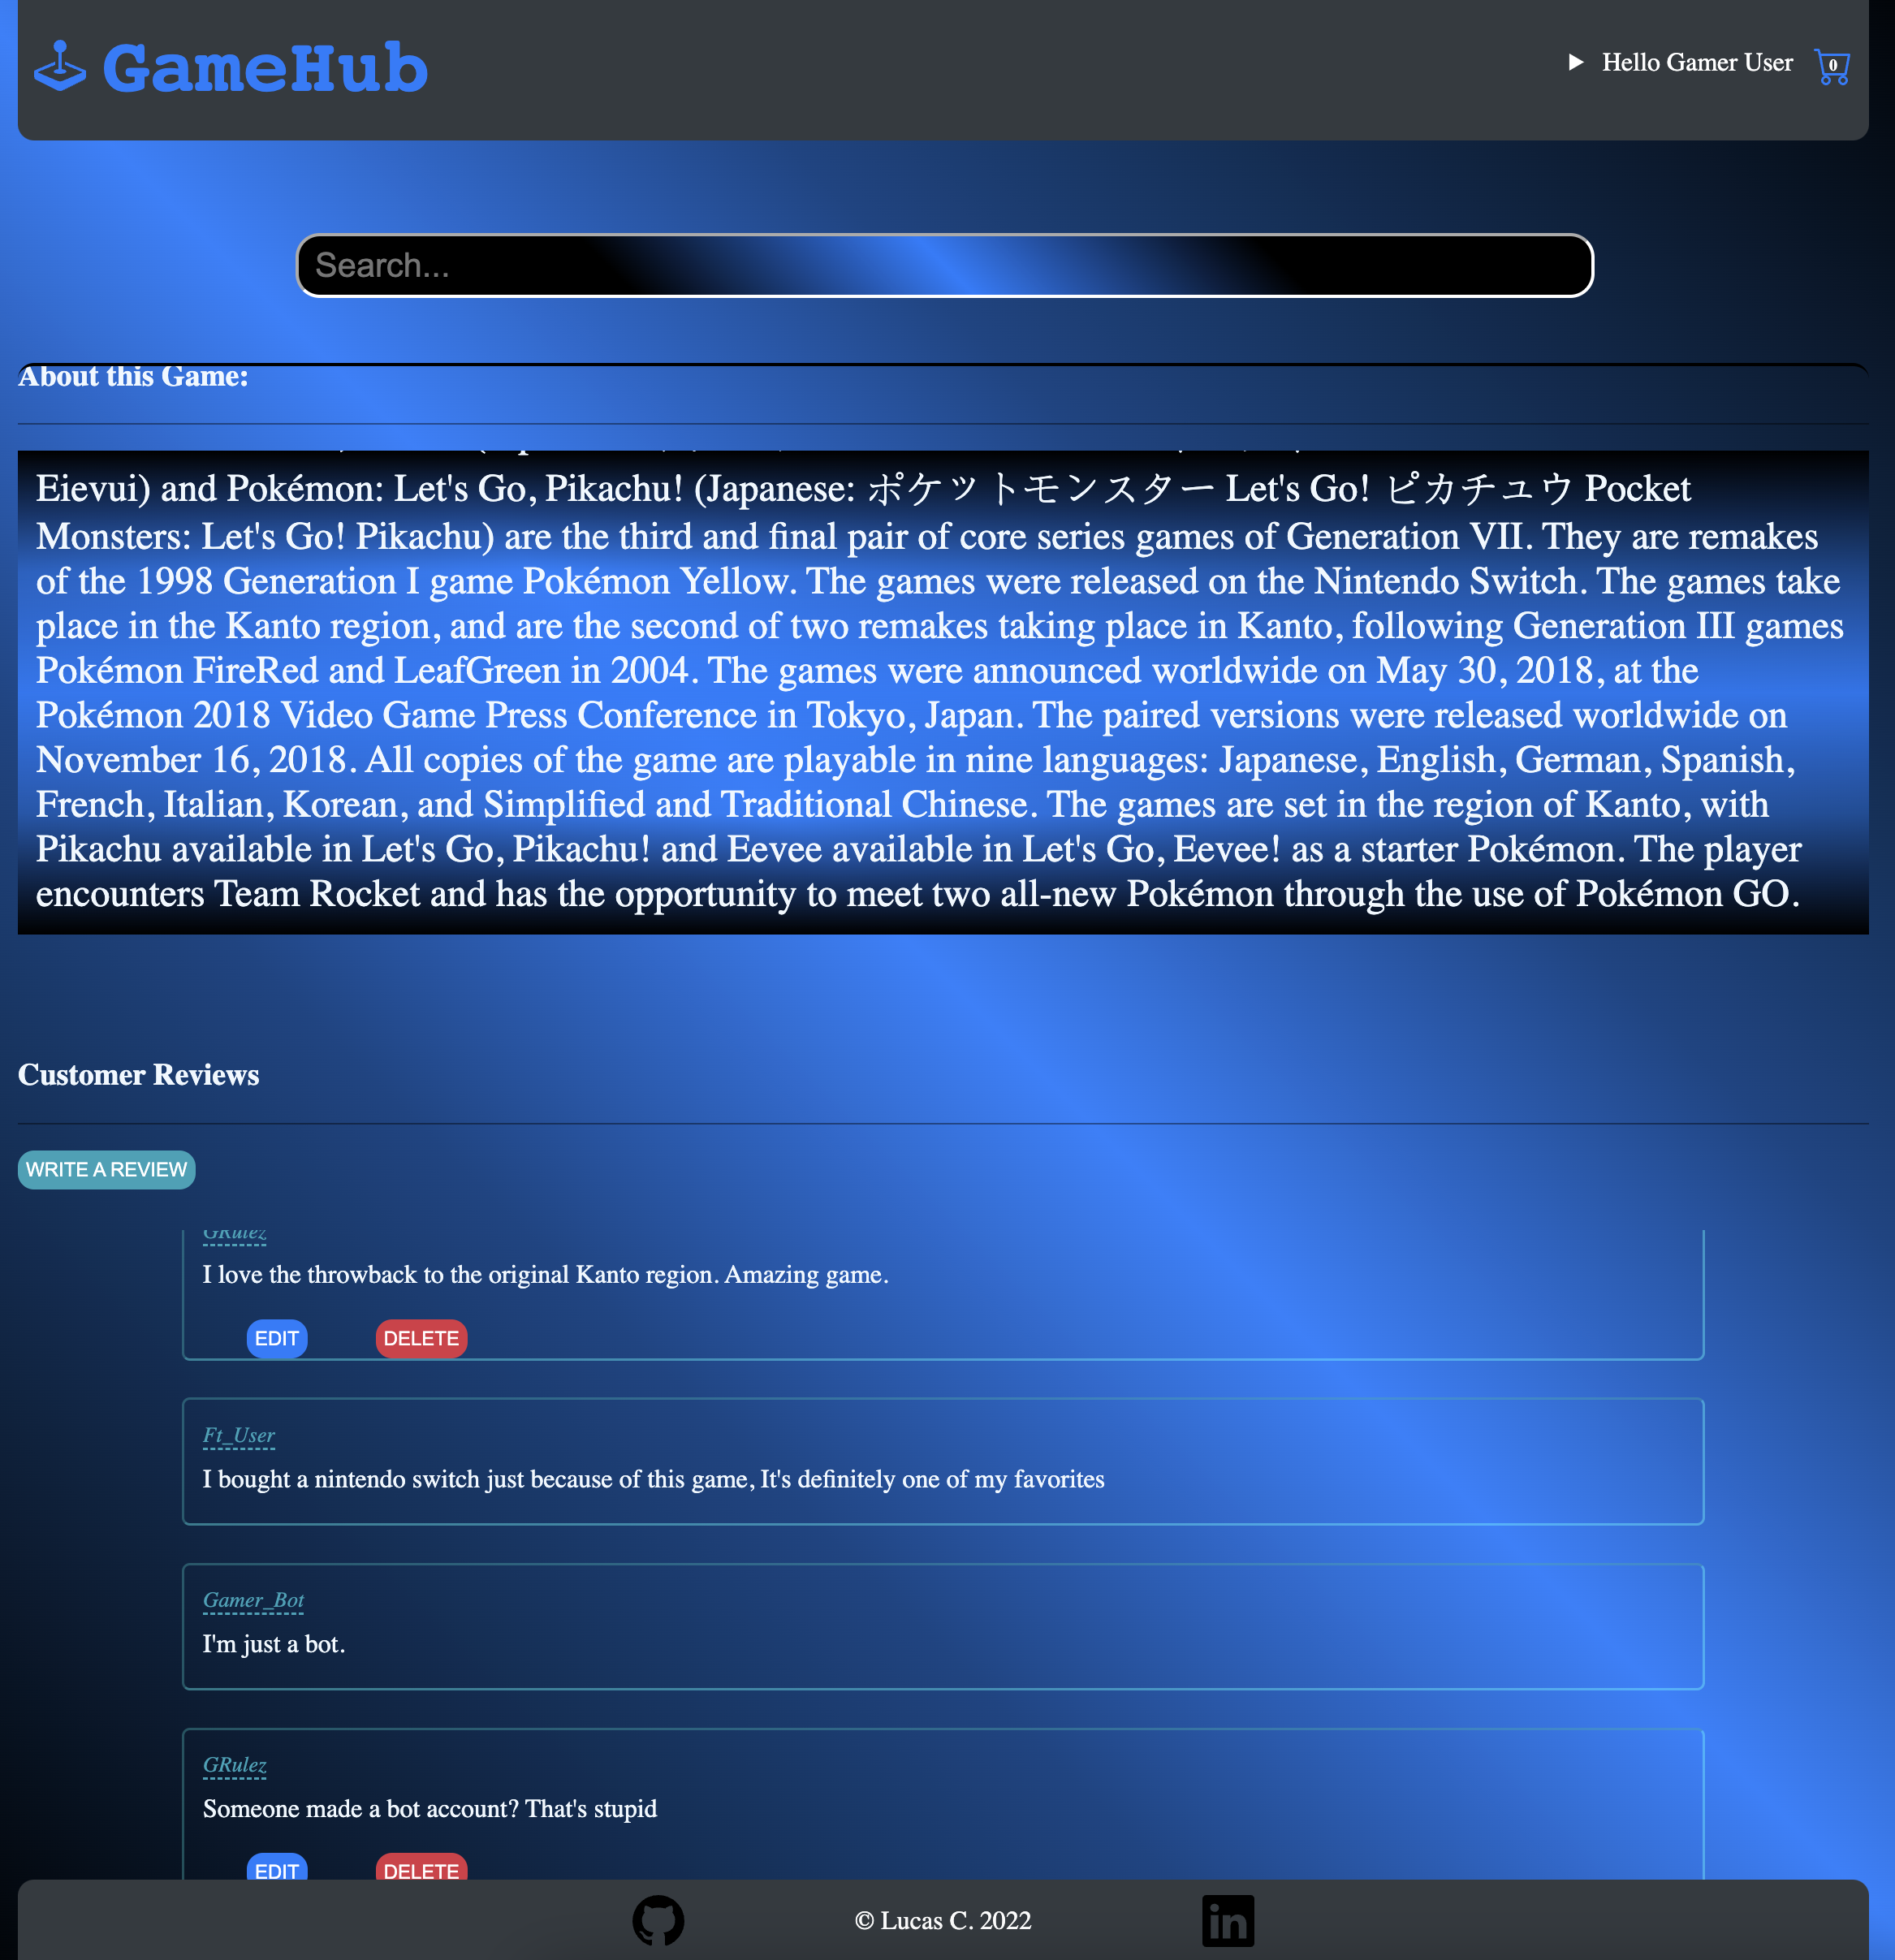 GameHub
Hello Gamer User
0
Search...
About this Game:
Eievui) and Pokémon: Let's Go, Pikachu! (Japanese: ポケットモンスター Let's Go! ピカチュウ Pocket
Monsters: Let's Go! Pikachu) are the third and final pair of core series games of Generation VII. They are remakes
of the 1998 Generation I game Pokémon Yellow. The games were released on the Nintendo Switch. The games take
place in the Kanto region, and are the second of two remakes taking place in Kanto, following Generation III games
Pokémon FireRed and LeafGreen in 2004. The games were announced worldwide on May 30, 2018, at the
Pokémon 2018 Video Game Press Conference in Tokyo, Japan. The paired versions were released worldwide on
November 16, 2018. All copies of the game are playable in nine languages: Japanese, English, German, Spanish,
French, Italian, Korean, and Simplified and Traditional Chinese. The games are set in the region of Kanto, with
Pikachu available in Let's Go, Pikachu! and Eevee available in Let's Go, Eevee! as a starter Pokémon. The player
encounters Team Rocket and has the opportunity to meet two all-new Pokémon through the use of Pokémon GO.
Customer Reviews
WRITE A REVIEW
GRulez
I love the throwback to the original Kanto region. Amazing game.
EDIT DELETE
Ft_User
I bought a nintendo switch just because of this game, It's definitely one of my favorites
Gamer_Bot
I'm just a bot.
GRulez
Someone made a bot account? That's stupid
EDIT DELETE
© Lucas C. 2022
in